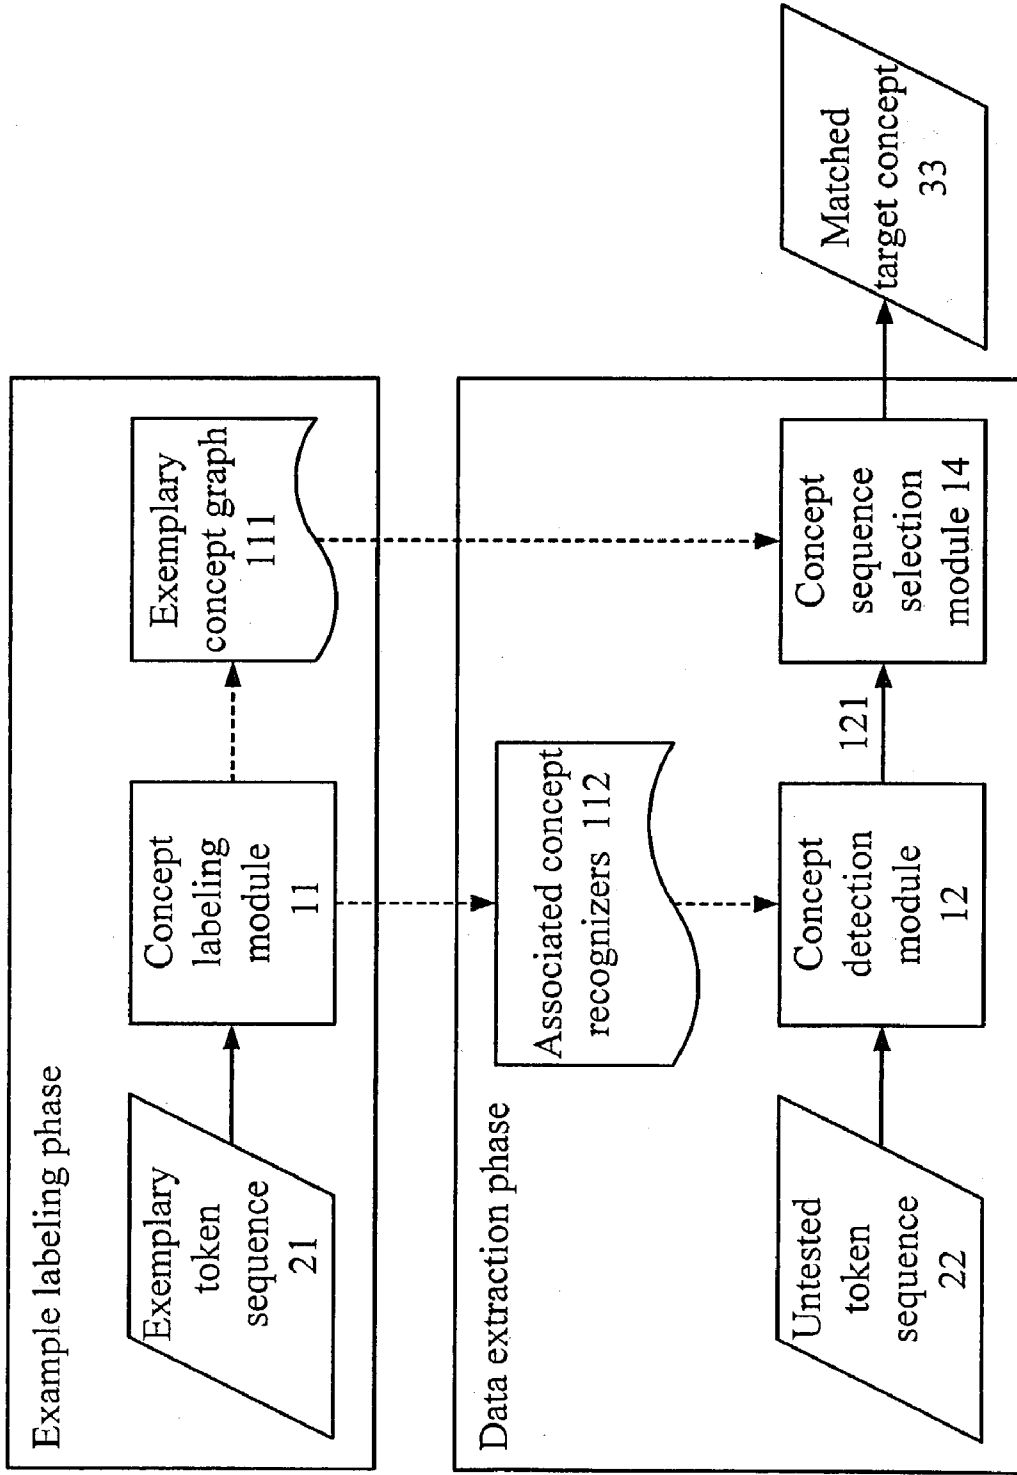 Example labeling phase
Exemplary
token
sequence
21
Concept
labeling
module
11
Exemplary
concept graph
111
Data extraction phase
Associated concept
recognizers 112
Untested
token
sequence
22
Concept
detection
module
12
121
Concept
sequence
selection
module 14
Matched
target concept
33